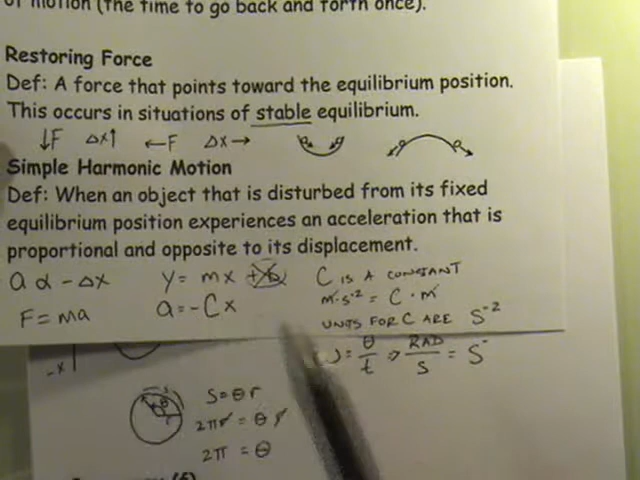 of motion (the time to go back and forth once).
Restoring Force
Def: A force that points toward the equilibrium position.
This occurs in situations of stable equilibrium.
↓F Δx↑ ←F Δx→
Simple Harmonic Motion
Def: When an object that is disturbed from its fixed
equilibrium position experiences an acceleration that is
proportional and opposite to its displacement.
a α - Δx y = mx + b C IS A CONSTANT
m·s⁻² = C · m
F = ma a = -Cx
UNITS FOR C ARE S⁻²
-x = θ/t ⇒ RAD/S = S⁻
S = θr
2πr = θr
2π = θ